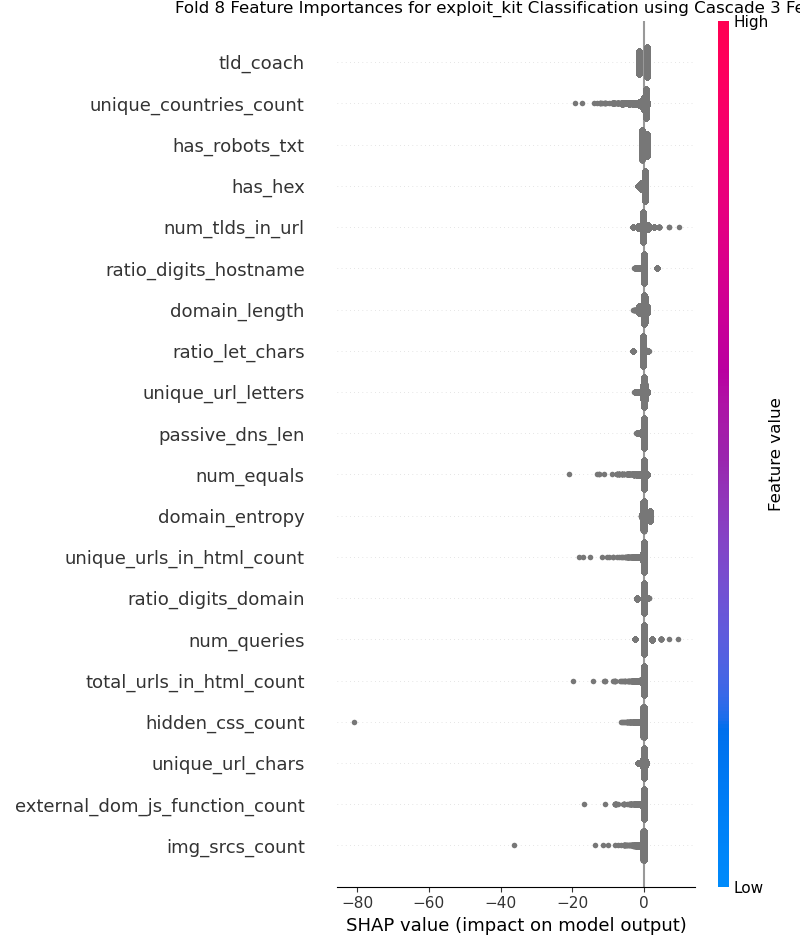 Fold 8 Feature Importances for exploit_kit Classification using Cascade 3 Fe
High
tld_coach
unique_countries_count
has_robots_txt
has_hex
num_tlds_in_url
ratio_digits_hostname
domain_length
ratio_let_chars
unique_url_letters
passive_dns_len
num_equals
domain_entropy
unique_urls_in_html_count
ratio_digits_domain
num_queries
total_urls_in_html_count
hidden_css_count
unique_url_chars
external_dom_js_function_count
img_srcs_count
Feature value
Low
−80 −60 −40 −20 0
SHAP value (impact on model output)